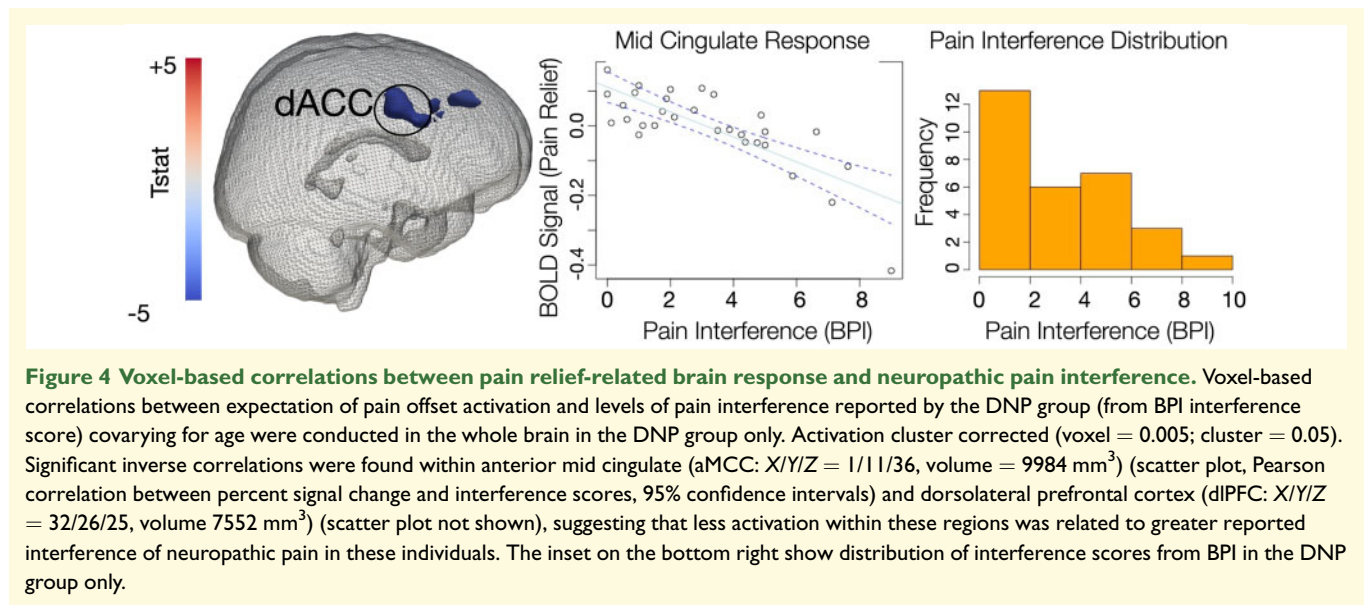 +5
Tstat
-5
dACC
Mid Cingulate Response
BOLD Signal (Pain Relief)
0.0
-0.2
-0.4
0 2 4 6 8
Pain Interference (BPI)
Pain Interference Distribution
Frequency
12
10
8
6
4
2
0
0 2 4 6 8 10
Pain Interference (BPI)
Figure 4 Voxel-based correlations between pain relief-related brain response and neuropathic pain interference. Voxel-based
correlations between expectation of pain offset activation and levels of pain interference reported by the DNP group (from BPI interference
score) covarying for age were conducted in the whole brain in the DNP group only. Activation cluster corrected (voxel = 0.005; cluster = 0.05).
Significant inverse correlations were found within anterior mid cingulate (aMCC: X/Y/Z = 1/11/36, volume = 9984 mm³) (scatter plot, Pearson
correlation between percent signal change and interference scores, 95% confidence intervals) and dorsolateral prefrontal cortex (dlPFC: X/Y/Z
= 32/26/25, volume 7552 mm³) (scatter plot not shown), suggesting that less activation within these regions was related to greater reported
interference of neuropathic pain in these individuals. The inset on the bottom right show distribution of interference scores from BPI in the DNP
group only.